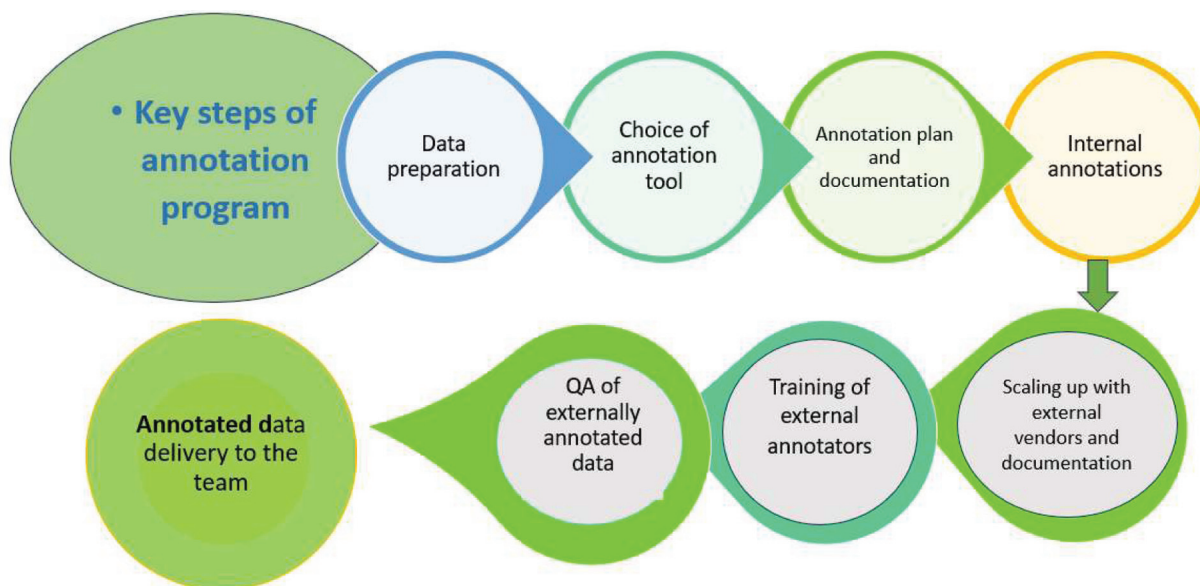 • Key steps of
annotation
program
Data
preparation
Choice of
annotation
tool
Annotation plan
and
documentation
Internal
annotations
Scaling up with
external
vendors and
documentation
Training of
external
annotators
QA of
externally
annotated
data
Annotated data
delivery to the
team